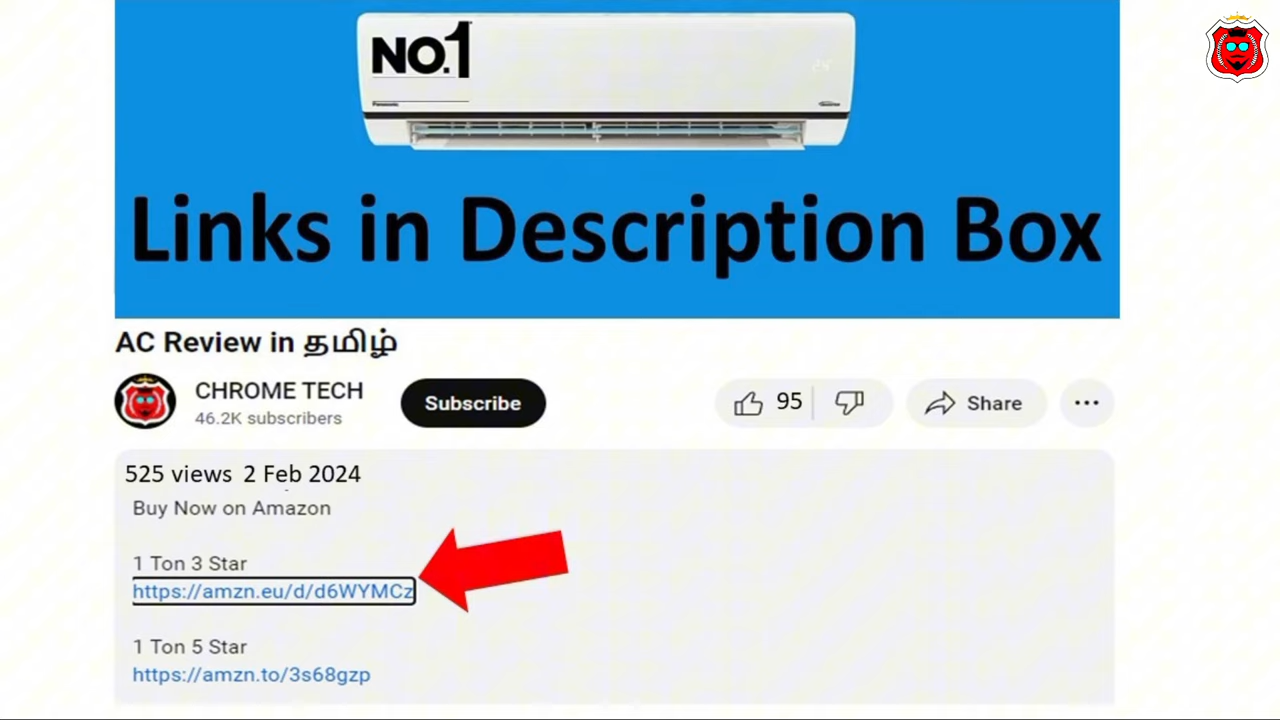 NO.1
Panasonic
Links in Description Box
AC Review in தமிழ்
CHROME TECH
46.2K subscribers
Subscribe
95
Share
525 views 2 Feb 2024
Buy Now on Amazon
1 Ton 3 Star
https://amzn.eu/d/d6WYMCz
1 Ton 5 Star
https://amzn.to/3s68gzp